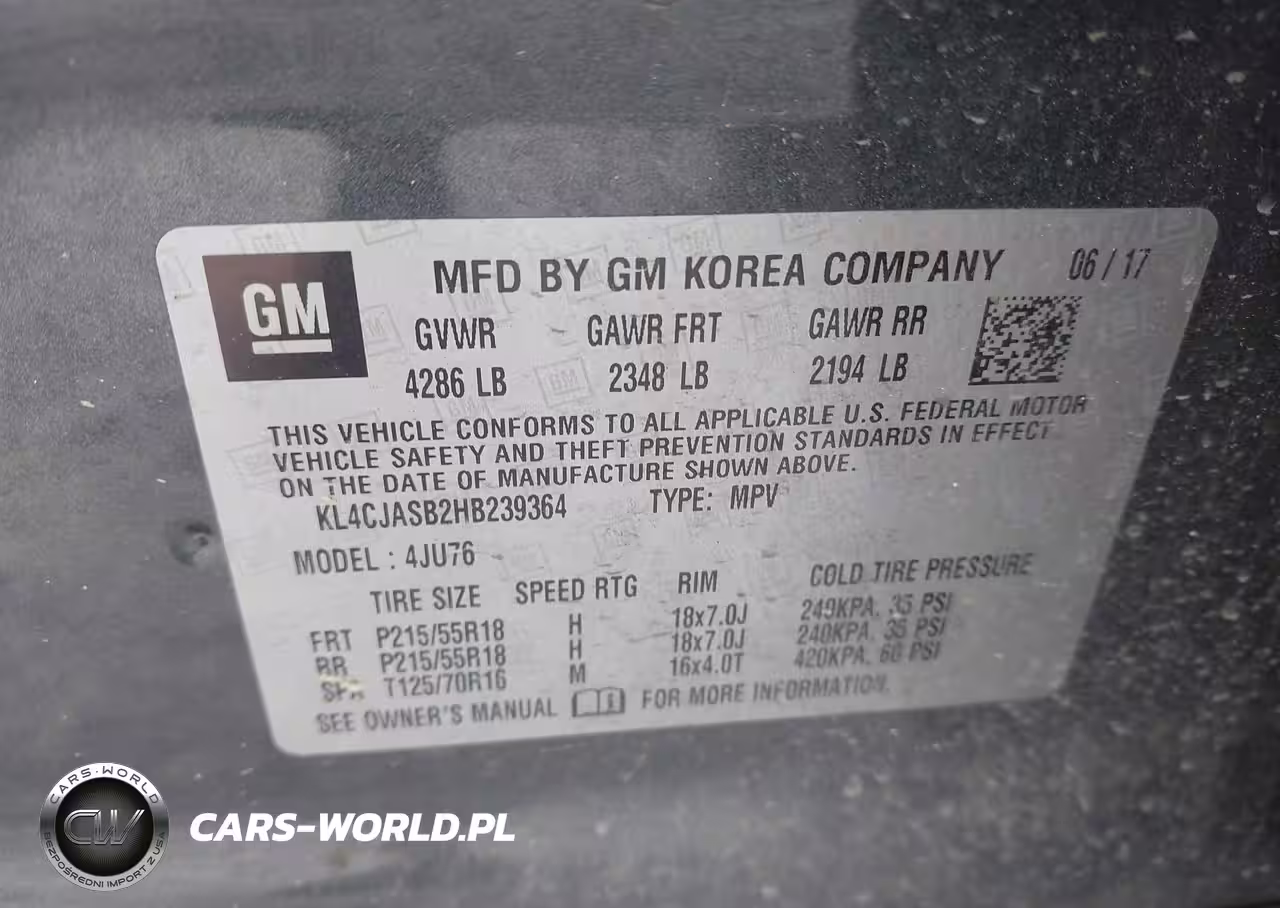 GM
MFD BY GM KOREA COMPANY 06/17
GVWR GAWR FRT GAWR RR
4286 LB 2348 LB 2194 LB
THIS VEHICLE CONFORMS TO ALL APPLICABLE U.S. FEDERAL MOTOR
VEHICLE SAFETY AND THEFT PREVENTION STANDARDS IN EFFECT
ON THE DATE OF MANUFACTURE SHOWN ABOVE.
KL4CJASB2HB239364 TYPE: MPV
MODEL : 4JU76
TIRE SIZE SPEED RTG RIM COLD TIRE PRESSURE
FRT P215/55R18 H 18x7.0J 240KPA, 35 PSI
RR P215/55R18 H 18x7.0J 240KPA, 35 PSI
SPA T125/70R16 M 16x4.0T 420KPA, 60 PSI
SEE OWNER'S MANUAL FOR MORE INFORMATION.
CARS-WORLD
CW
BEZPOŚREDNI IMPORT Z USA
CARS-WORLD.PL